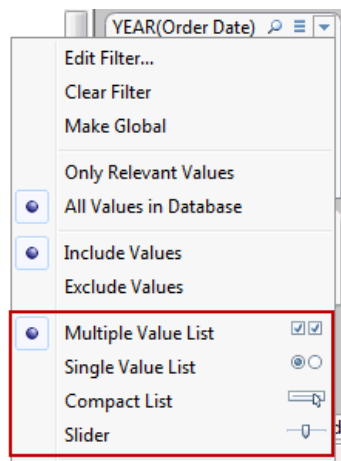 YEAR(Order Date)
Edit Filter...
Clear Filter
Make Global
Only Relevant Values
All Values in Database
Include Values
Exclude Values
Multiple Value List
Single Value List
Compact List
Slider